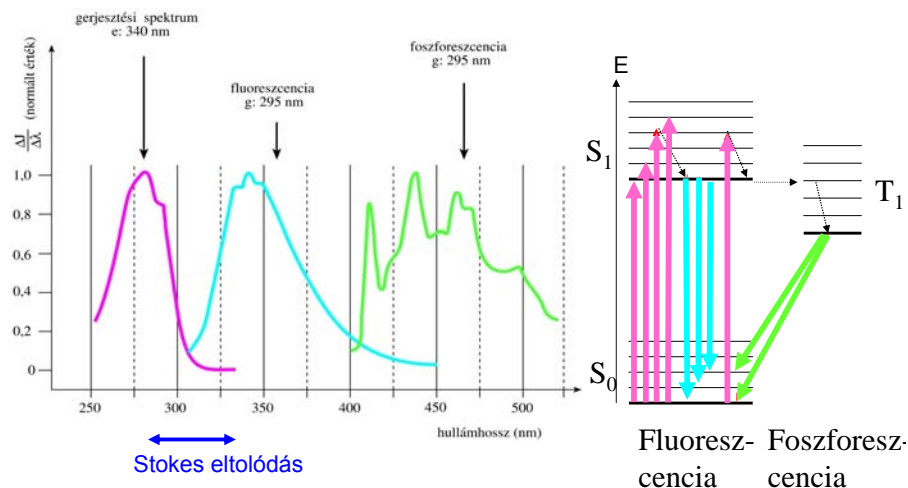 gerjesztési spektrum
e: 340 nm
fluoreszcencia
g: 295 nm
foszforeszcencia
g: 295 nm
ΔJ
Δλ
(normált érték)
1,0
0,8
0,6
0,4
0,2
0
250
300
350
400
450
500
hullámhossz (nm)
Stokes eltolódás
E
S1
T1
S0
Fluoresz-
cencia
Foszforesz-
cencia